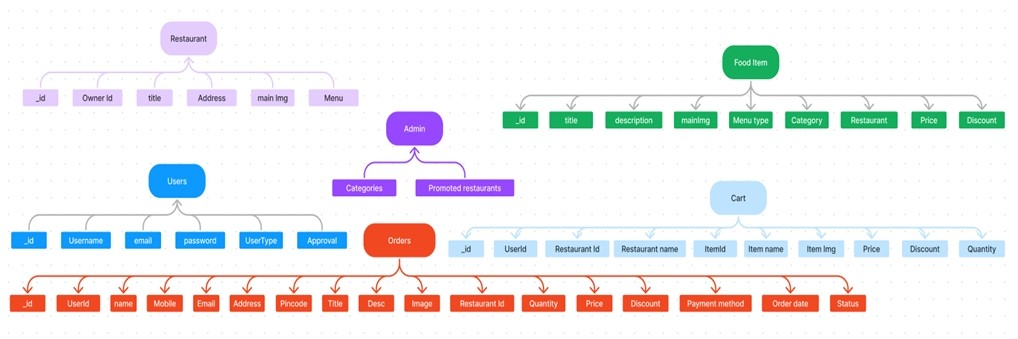 Restaurant
_id
Owner Id
title
Address
main Img
Menu
Food Item
_id
title
description
mainImg
Menu type
Category
Restaurant
Price
Discount
Admin
Categories
Promoted restaurants
Users
_id
Username
email
password
UserType
Approval
Cart
_id
UserId
Restaurant Id
Restaurant name
ItemId
Item name
Item Img
Price
Discount
Quantity
Orders
_id
UserId
name
Mobile
Email
Address
Pincode
Title
Desc
Image
Restaurant Id
Quantity
Price
Discount
Payment method
Order date
Status